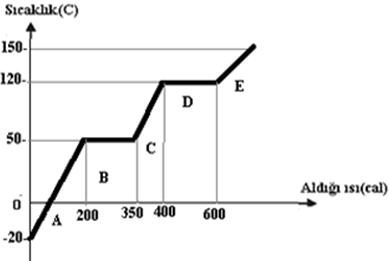 Sıcaklık(C)
150-
120-
50-
0
-20-
A
B
C
D
E
200
350
400
600
Aldığı ısı(cal)